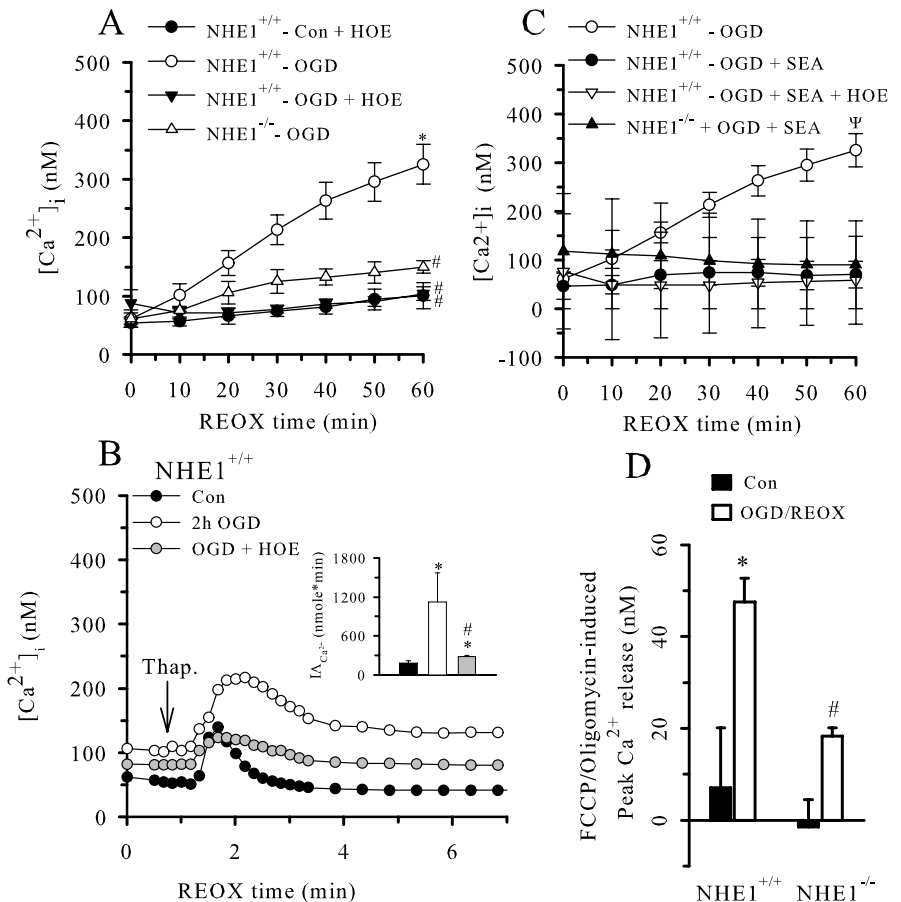 A
NHE1+/+ - Con + HOE
NHE1+/+ - OGD
NHE1+/+ - OGD + HOE
NHE1-/- - OGD
500
400
300
200
100
0
[Ca2+]i (nM)
*
#
#
#
0 10 20 30 40 50 60
REOX time (min)
C
NHE1+/+ - OGD
NHE1+/+ - OGD + SEA
NHE1+/+ - OGD + SEA + HOE
NHE1-/- + OGD + SEA
500
400
300
200
100
0
-100
[Ca2+]i (nM)
Ψ
0 10 20 30 40 50 60
REOX time (min)
B
NHE1+/+
Con
2h OGD
OGD + HOE
500
400
300
200
100
0
[Ca2+]i (nM)
Thap.
1800
1200
600
0
IACa2+ (nmole*min)
*
#
*
0 2 4 6
REOX time (min)
D
Con
OGD/REOX
60
40
20
0
FCCP/Oligomycin-induced
Peak Ca2+ release (nM)
*
#
NHE1+/+ NHE1-/-